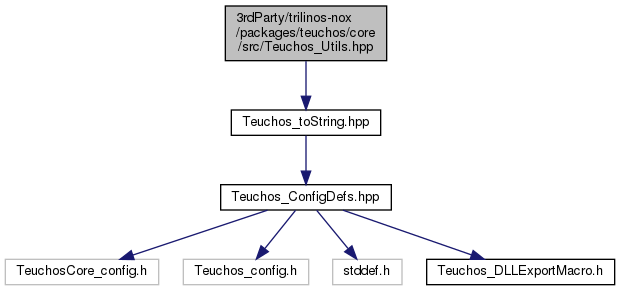 3rdParty/trilinos-nox
/packages/teuchos/core
/src/Teuchos_Utils.hpp
Teuchos_toString.hpp
Teuchos_ConfigDefs.hpp
TeuchosCore_config.h
Teuchos_config.h
stddef.h
Teuchos_DLLExportMacro.h